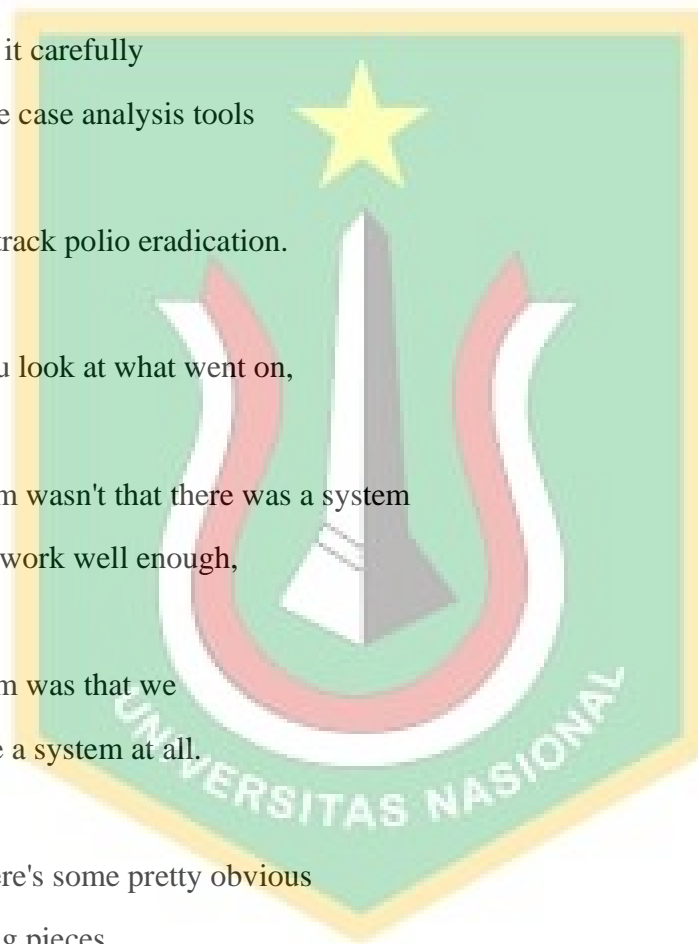 it carefully
e case analysis tools
track polio eradication.
u look at what went on,
m wasn't that there was a system
work well enough,
m was that we
e a system at all.
UNIVERSITAS NASIONAL
ere's some pretty obvious
g pieces